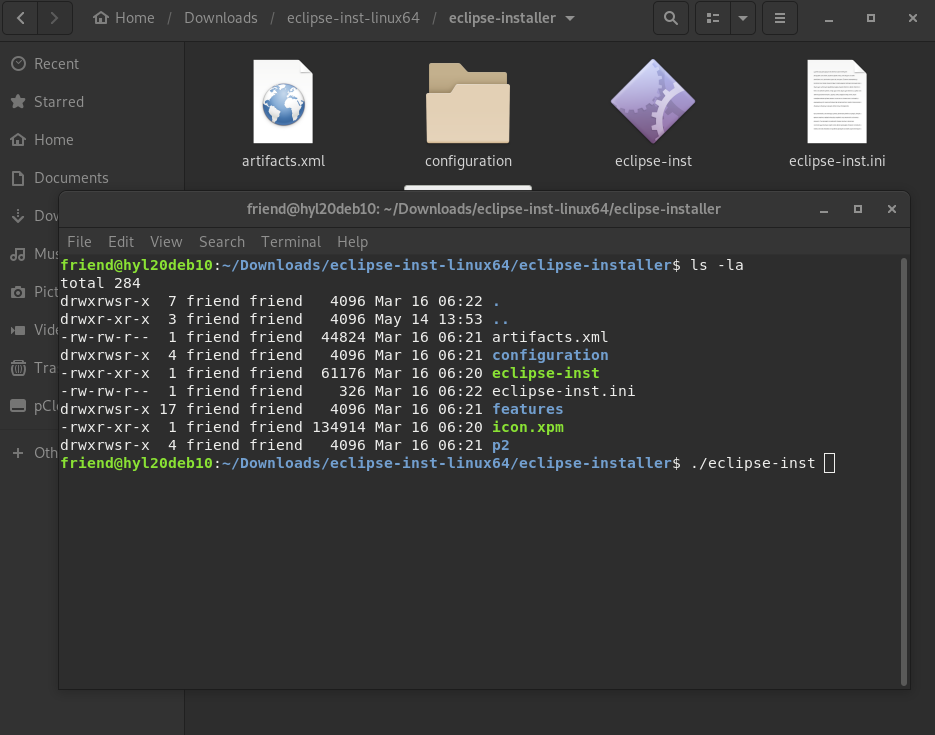 Home / Downloads / eclipse-inst-linux64 / eclipse-installer
Recent
Starred
Home
Documents
Dow
Mus
Pict
Vide
Tra
pClo
Oth
artifacts.xml
configuration
eclipse-inst
eclipse-inst.ini
friend@hyl20deb10: ~/Downloads/eclipse-inst-linux64/eclipse-installer
File Edit View Search Terminal Help
friend@hyl20deb10:~/Downloads/eclipse-inst-linux64/eclipse-installer$ ls -la
total 284
drwxrwsr-x  7 friend friend   4096 Mar 16 06:22 .
drwxr-xr-x  3 friend friend   4096 May 14 13:53 ..
-rw-rw-r--  1 friend friend  44824 Mar 16 06:21 artifacts.xml
drwxrwsr-x  4 friend friend   4096 Mar 16 06:21 configuration
-rwxr-xr-x  1 friend friend  61176 Mar 16 06:20 eclipse-inst
-rw-rw-r--  1 friend friend    326 Mar 16 06:22 eclipse-inst.ini
drwxrwsr-x 17 friend friend   4096 Mar 16 06:21 features
-rwxr-xr-x  1 friend friend 134914 Mar 16 06:20 icon.xpm
drwxrwsr-x  4 friend friend   4096 Mar 16 06:21 p2
friend@hyl20deb10:~/Downloads/eclipse-inst-linux64/eclipse-installer$ ./eclipse-inst